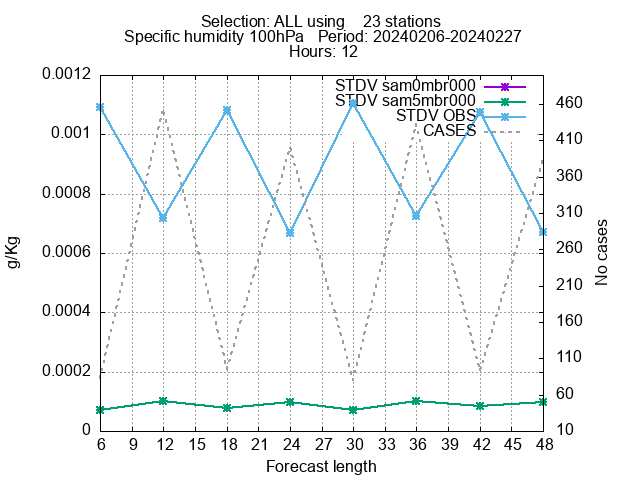 Selection: ALL using    23 stations
Specific humidity 100hPa   Period: 20240206-20240227
Hours: 12
STDV sam0mbr000
STDV sam5mbr000
STDV OBS
CASES
0.0012
0.001
0.0008
0.0006
0.0004
0.0002
0
g/Kg
460
410
360
310
260
210
160
110
60
10
No cases
6 9 12 15 18 21 24 27 30 33 36 39 42 45 48
Forecast length